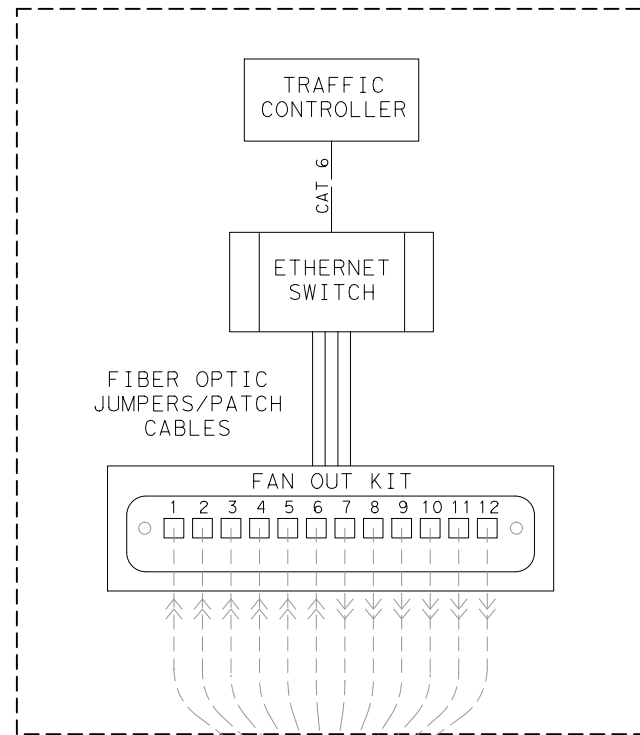 TRAFFIC
CONTROLLER
CAT 6
ETHERNET
SWITCH
FIBER OPTIC
JUMPERS/PATCH
CABLES
FAN OUT KIT
1 2 3 4 5 6 7 8 9 10 11 12